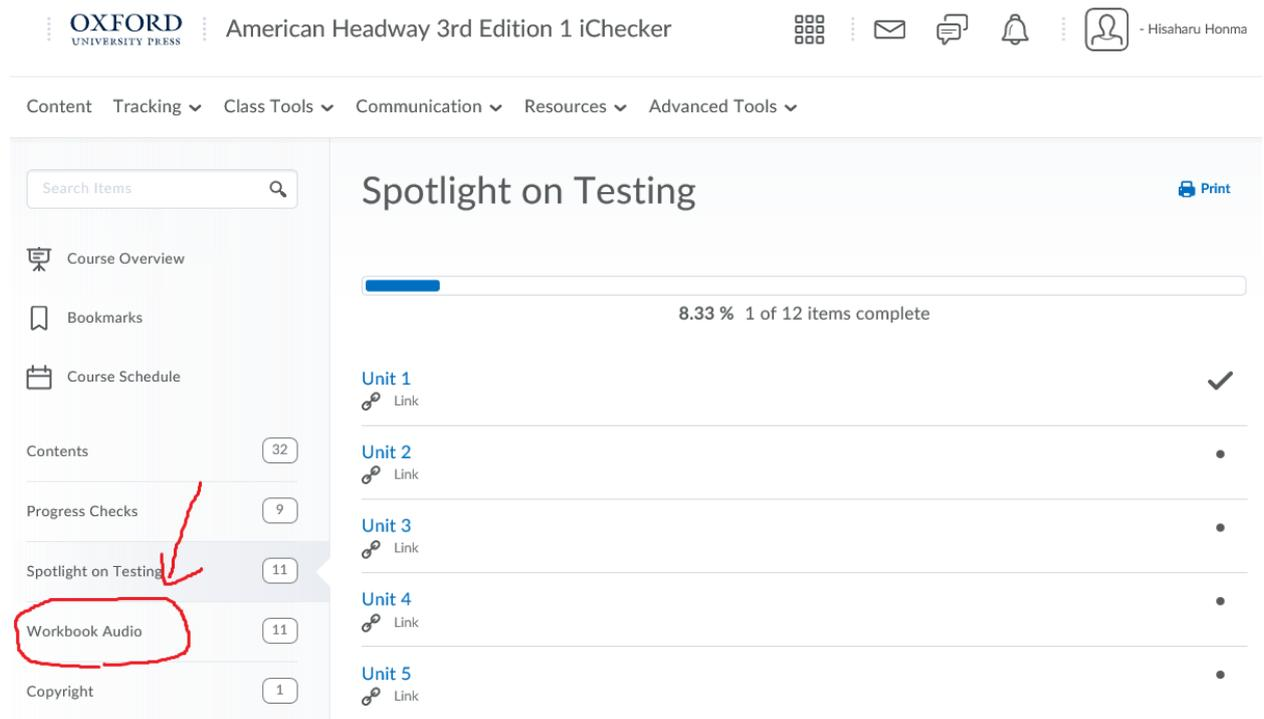 OXFORD
UNIVERSITY PRESS
American Headway 3rd Edition 1 iChecker
- Hisaharu Honma
Content Tracking Class Tools Communication Resources Advanced Tools
Search Items
Course Overview
Bookmarks
Course Schedule
Contents 32
Progress Checks 9
Spotlight on Testing 11
Workbook Audio 11
Copyright 1
Spotlight on Testing
Print
8.33 % 1 of 12 items complete
Unit 1
Link
Unit 2
Link
Unit 3
Link
Unit 4
Link
Unit 5
Link